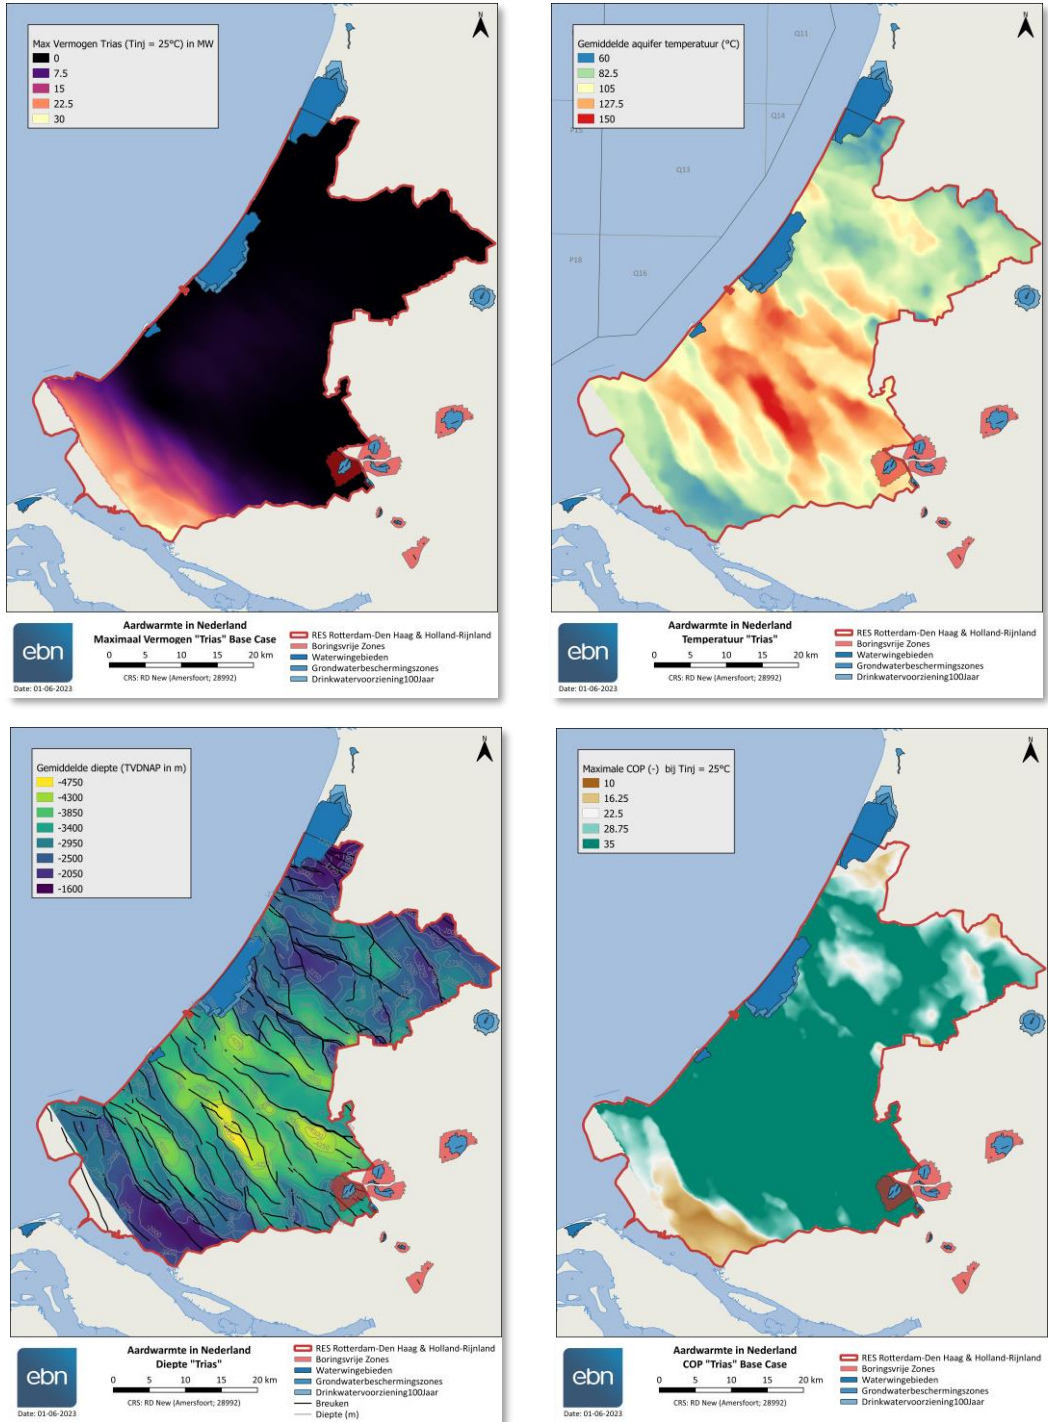 N
Max Vermogen Trias (Tinj = 25°C) in MW
0
7.5
15
22.5
30
ebn
Date: 01-06-2023
Aardwarmte in Nederland
Maximaal Vermogen "Trias" Base Case
0 5 10 15 20 km
CRS: RD New (Amersfoort; 28992)
RES Rotterdam-Den Haag & Holland-Rijnland
Boringsvrije Zones
Waterwingebieden
Grondwaterbeschermingszones
Drinkwatervoorziening100Jaar
N
Gemiddelde aquifer temperatuur (°C)
60
82.5
105
127.5
150
Q11
P15
Q14
Q13
P18
Q16
ebn
Date: 01-06-2023
Aardwarmte in Nederland
Temperatuur "Trias"
0 5 10 15 20 km
CRS: RD New (Amersfoort; 28992)
RES Rotterdam-Den Haag & Holland-Rijnland
Boringsvrije Zones
Waterwingebieden
Grondwaterbeschermingszones
Drinkwatervoorziening100Jaar
N
Gemiddelde diepte (TVDNAP in m)
-4750
-4300
-3850
-3400
-2950
-2500
-2050
-1600
ebn
Date: 01-06-2023
Aardwarmte in Nederland
Diepte "Trias"
0 5 10 15 20 km
CRS: RD New (Amersfoort; 28992)
RES Rotterdam-Den Haag & Holland-Rijnland
Boringsvrije Zones
Waterwingebieden
Grondwaterbeschermingszones
Drinkwatervoorziening100Jaar
Breuken
Diepte (m)
N
Maximale COP (-) bij Tinj = 25°C
10
16.25
22.5
28.75
35
ebn
Date: 01-06-2023
Aardwarmte in Nederland
COP "Trias" Base Case
0 5 10 15 20 km
CRS: RD New (Amersfoort; 28992)
RES Rotterdam-Den Haag & Holland-Rijnland
Boringsvrije Zones
Waterwingebieden
Grondwaterbeschermingszones
Drinkwatervoorziening100Jaar